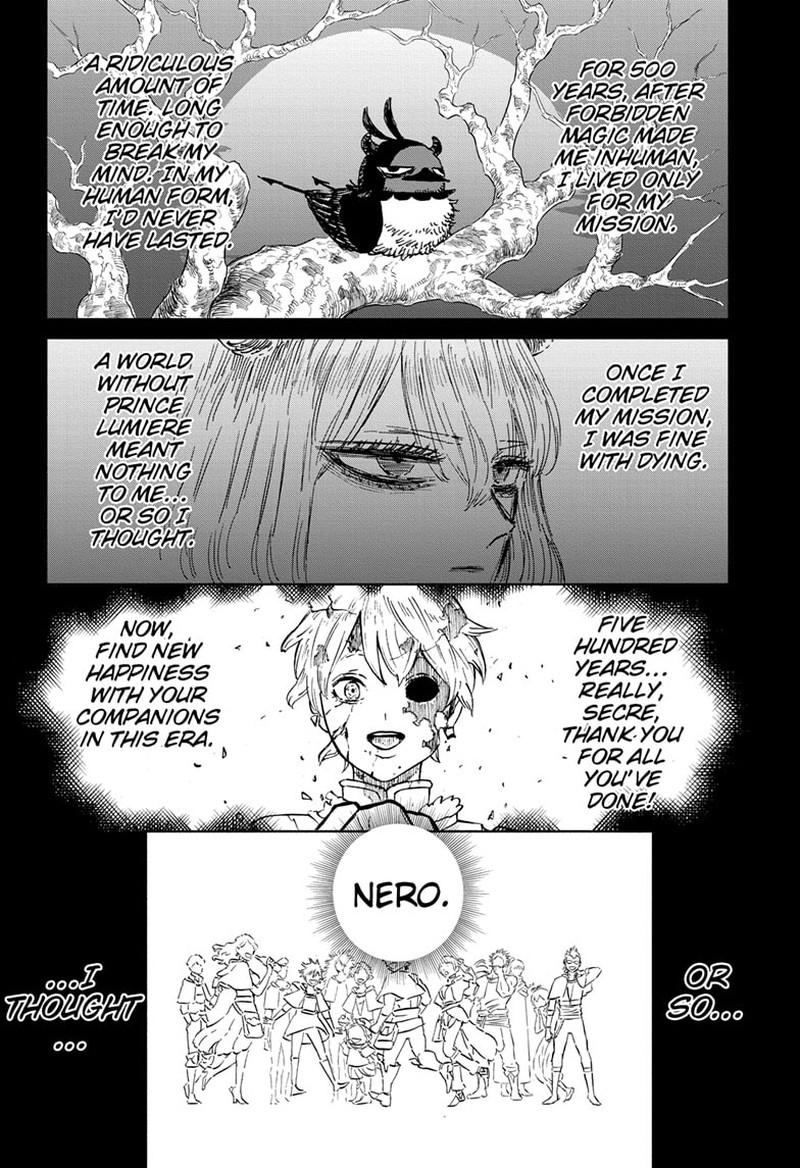 FOR 500
YEARS, AFTER
FORBIDDEN
MAGIC MADE
ME INHUMAN,
I LIVED ONLY
FOR MY
MISSION.
A RIDICULOUS
AMOUNT OF
TIME. LONG
ENOUGH TO
BREAK MY
MIND. IN MY
HUMAN FORM,
I'D NEVER
HAVE LASTED.
ONCE I
COMPLETED
MY MISSION,
I WAS FINE
WITH DYING.
A WORLD
WITHOUT
PRINCE
LUMIERE
MEANT
NOTHING
TO ME...
OR SO I
THOUGHT.
FIVE
HUNDRED
YEARS...
REALLY,
SECRE,
THANK YOU
FOR ALL
YOU'VE
DONE!
NOW,
FIND NEW
HAPPINESS
WITH YOUR
COMPANIONS
IN THIS ERA.
NERO.
OR
SO...
...I
THOUGHT
...